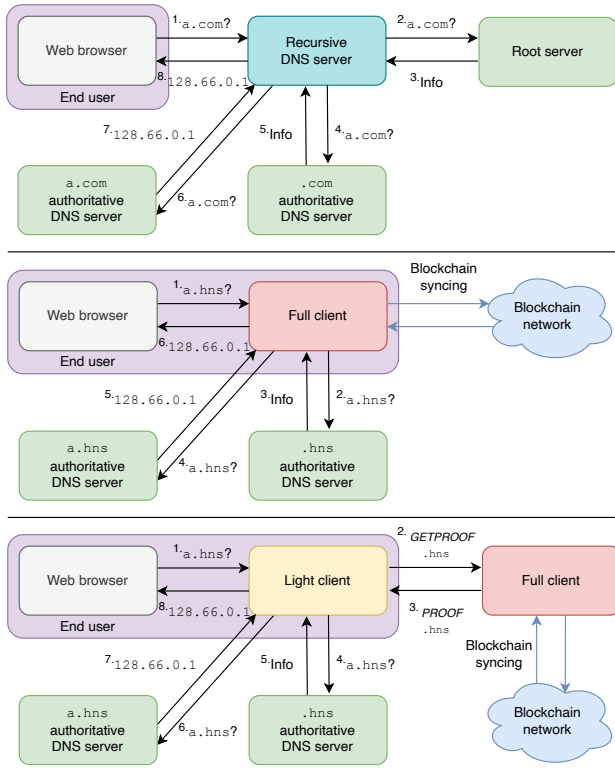 1. a.com?
2. a.com?
Web browser
Recursive
DNS server
Root server
8. 128.66.0.1
3. Info
End user
7. 128.66.0.1
5. Info
4. a.com?
6. a.com?
a.com
authoritative
DNS server
.com
authoritative
DNS server
Blockchain
syncing
1. a.hns?
Web browser
Full client
Blockchain
network
6. 128.66.0.1
End user
5. 128.66.0.1
3. Info
2. a.hns?
4. a.hns?
a.hns
authoritative
DNS server
.hns
authoritative
DNS server
2. GETPROOF
.hns
1. a.hns?
Web browser
Light client
Full client
8. 128.66.0.1
3. PROOF
.hns
End user
Blockchain
syncing
7. 128.66.0.1
5. Info
4. a.hns?
6. a.hns?
a.hns
authoritative
DNS server
.hns
authoritative
DNS server
Blockchain
network